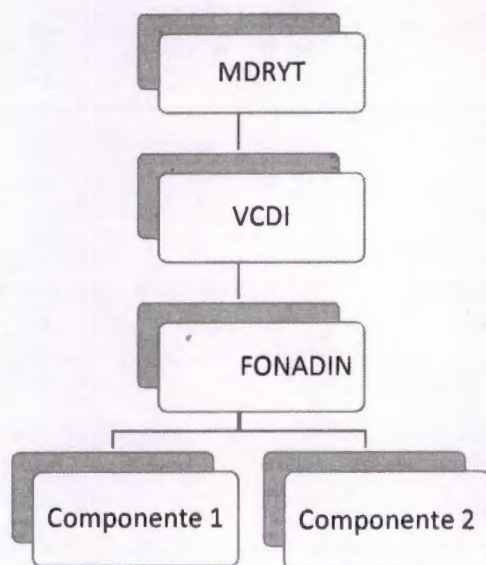 MDRYT
VCDI
FONADIN
Componente 1
Componente 2